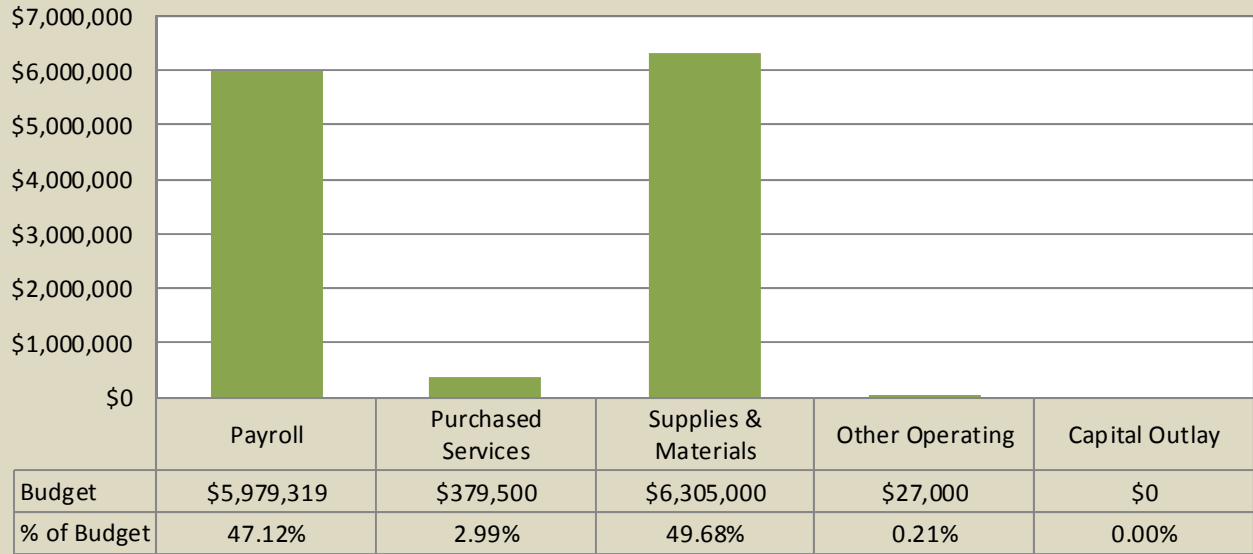 $7,000,000
$6,000,000
$5,000,000
$4,000,000
$3,000,000
$2,000,000
$1,000,000
$0
Payroll
Purchased
Services
Supplies &
Materials
Other Operating
Capital Outlay
Budget $5,979,319 $379,500 $6,305,000 $27,000 $0
% of Budget 47.12% 2.99% 49.68% 0.21% 0.00%